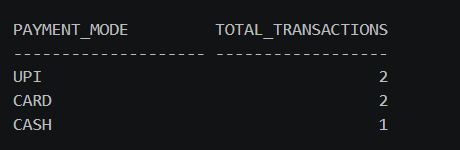 PAYMENT_MODE TOTAL_TRANSACTIONS
-------------------- ------------------
UPI 2
CARD 2
CASH 1